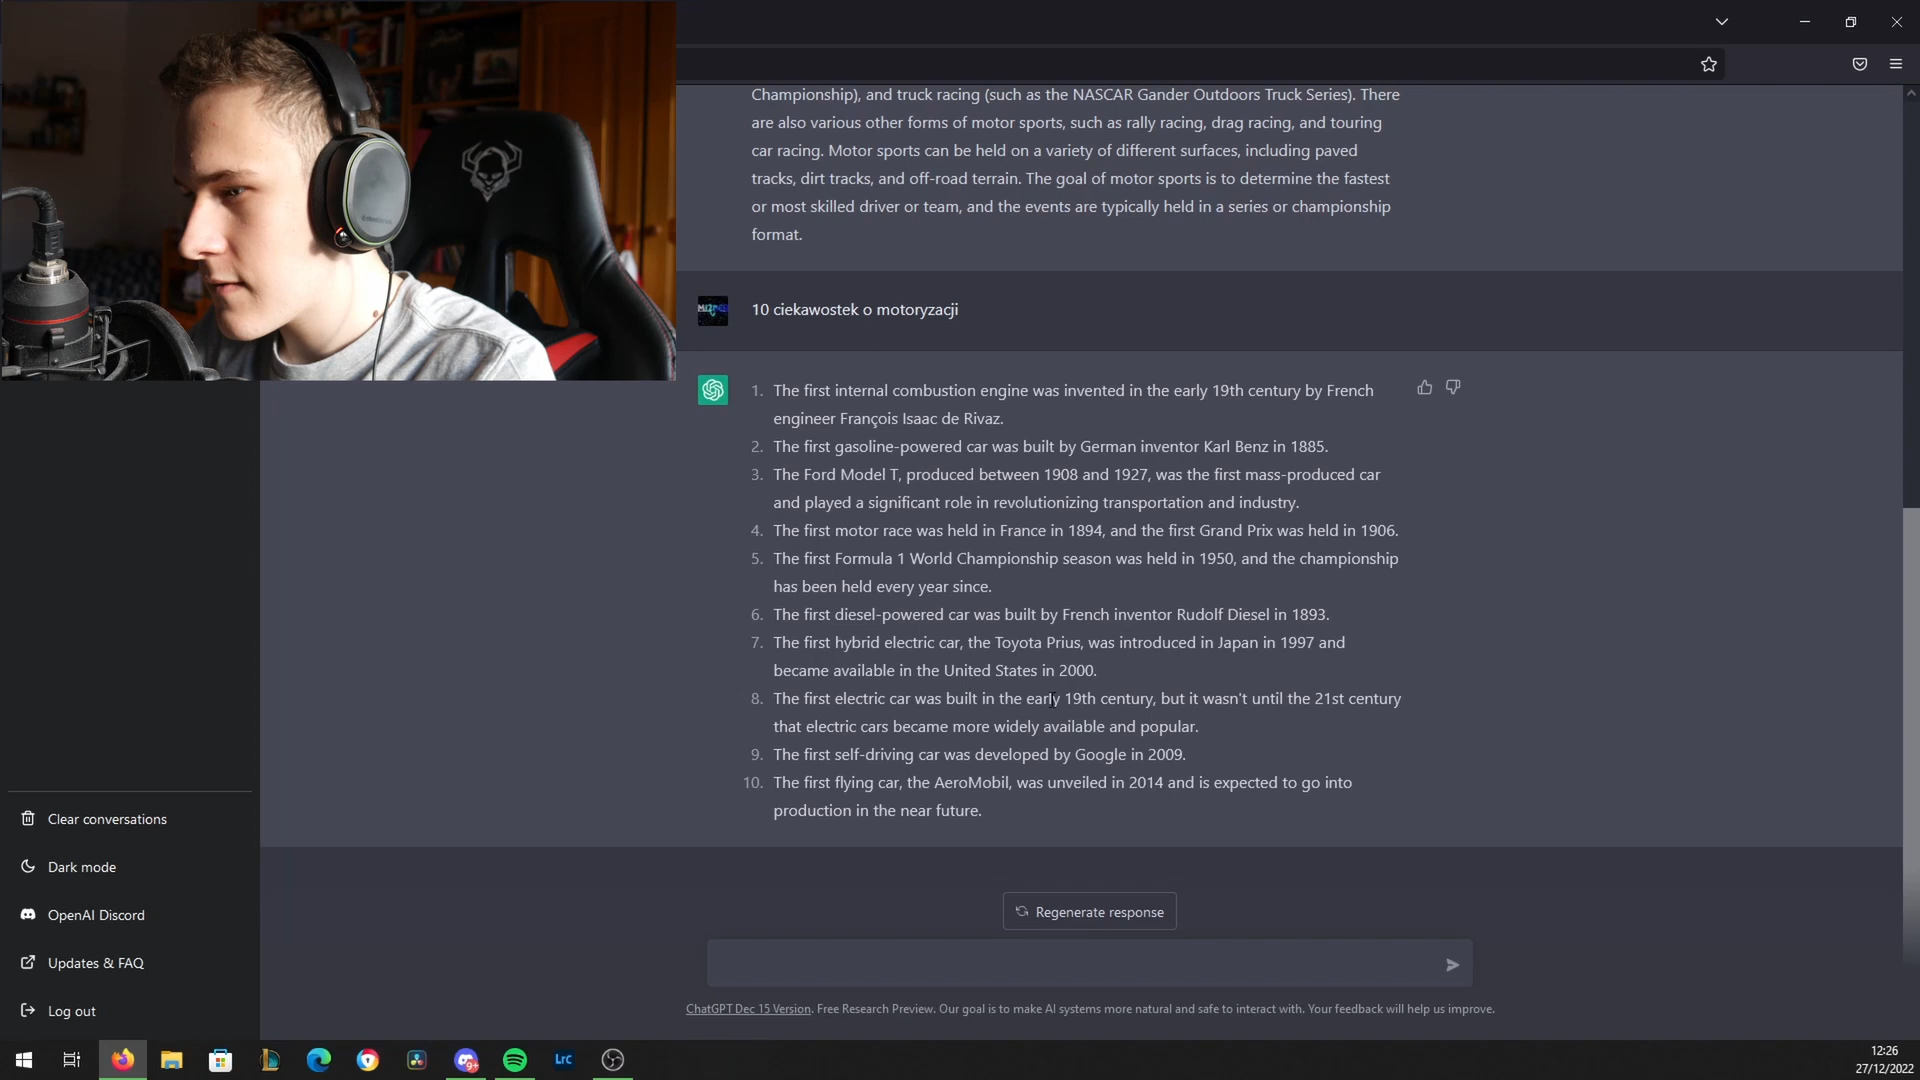 Championship), and truck racing (such as the NASCAR Gander Outdoors Truck Series). There
are also various other forms of motor sports, such as rally racing, drag racing, and touring
car racing. Motor sports can be held on a variety of different surfaces, including paved
tracks, dirt tracks, and off-road terrain. The goal of motor sports is to determine the fastest
or most skilled driver or team, and the events are typically held in a series or championship
format.
10 ciekawostek o motoryzacji
1. The first internal combustion engine was invented in the early 19th century by French
engineer François Isaac de Rivaz.
2. The first gasoline-powered car was built by German inventor Karl Benz in 1885.
3. The Ford Model T, produced between 1908 and 1927, was the first mass-produced car
and played a significant role in revolutionizing transportation and industry.
4. The first motor race was held in France in 1894, and the first Grand Prix was held in 1906.
5. The first Formula 1 World Championship season was held in 1950, and the championship
has been held every year since.
6. The first diesel-powered car was built by French inventor Rudolf Diesel in 1893.
7. The first hybrid electric car, the Toyota Prius, was introduced in Japan in 1997 and
became available in the United States in 2000.
8. The first electric car was built in the early 19th century, but it wasn't until the 21st century
that electric cars became more widely available and popular.
9. The first self-driving car was developed by Google in 2009.
10. The first flying car, the AeroMobil, was unveiled in 2014 and is expected to go into
production in the near future.
Clear conversations
Dark mode
OpenAI Discord
Updates & FAQ
Log out
Regenerate response
ChatGPT Dec 15 Version. Free Research Preview. Our goal is to make AI systems more natural and safe to interact with. Your feedback will help us improve.
9+
Lrc
12:26
27/12/2022